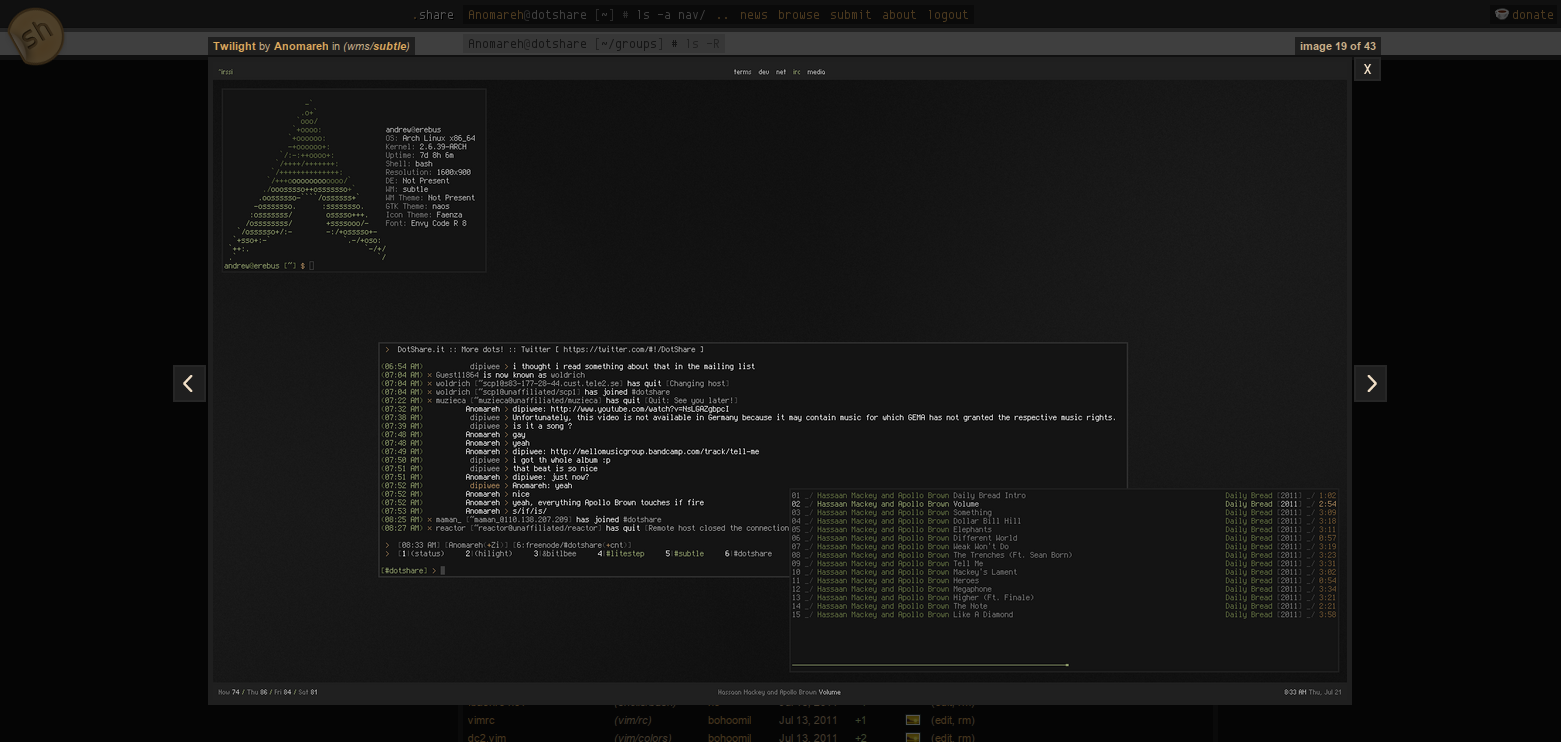 sh
.share Anomareh@dotshare [~] # ls -a nav/ .. news browse submit about logout
donate
Twilight by Anomareh in (wms/subtle)
Anomareh@dotshare [~/groups] # ls -R
image 19 of 43
X
^irssi
terms dev net irc media
andrew@erebus
OS: Arch Linux x86_64
Kernel: 2.6.39-ARCH
Uptime: 7d 8h 6m
Shell: bash
Resolution: 1600x900
DE: Not Present
WM: subtle
WM Theme: Not Present
GTK Theme: naos
Icon Theme: Faenza
Font: Envy Code R 8
andrew@erebus [~] $
> DotShare.it :: More dots! :: Twitter [ https://twitter.com/#!/DotShare ]
(06:54 AM) dipiwee > i thought i read something about that in the mailing list
(07:04 AM) × Guest11864 is now known as woldrich
(07:04 AM) × woldrich [~scp1@s83-177-28-44.cust.tele2.se] has quit [Changing host]
(07:04 AM) × woldrich [~scp1@unaffiliated/scp1] has joined #dotshare
(07:22 AM) × muzieca [~muzieca@unaffiliated/muzieca] has quit [Quit: See you later!]
(07:32 AM) Anomareh > dipiwee: http://www.youtube.com/watch?v=NsLGAZgbpcI
(07:38 AM) dipiwee > Unfortunately, this video is not available in Germany because it may contain music for which GEMA has not granted the respective music rights.
(07:39 AM) dipiwee > is it a song ?
(07:48 AM) Anomareh > gay
(07:48 AM) Anomareh > yeah
(07:49 AM) Anomareh > dipiwee: http://mellomusicgroup.bandcamp.com/track/tell-me
(07:50 AM) dipiwee > i got th whole album :p
(07:51 AM) dipiwee > that beat is so nice
(07:51 AM) Anomareh > dipiwee: just now?
(07:52 AM) dipiwee > Anomareh: yeah
(07:52 AM) Anomareh > nice
(07:52 AM) Anomareh > yeah, everything Apollo Brown touches if fire
(07:53 AM) Anomareh > s/if/is/
(08:25 AM) × maman_ [~maman_@110.138.207.209] has joined #dotshare
(08:27 AM) × reactor [~reactor@unaffiliated/reactor] has quit [Remote host closed the connection
> [08:33 AM] [Anomareh(+Zi)] [6:freenode/#dotshare(+cnt)]
> [1|(status) 2|(hilight) 3|&bitlbee 4|#litestep 5|#subtle 6|#dotshare
[#dotshare] >
01 _/ Hassaan Mackey and Apollo Brown Daily Bread Intro Daily Bread [2011] _/ 1:02
02 _/ Hassaan Mackey and Apollo Brown Volume Daily Bread [2011] _/ 2:54
03 _/ Hassaan Mackey and Apollo Brown Something Daily Bread [2011] _/ 3:09
04 _/ Hassaan Mackey and Apollo Brown Dollar Bill Hill Daily Bread [2011] _/ 3:18
05 _/ Hassaan Mackey and Apollo Brown Elephants Daily Bread [2011] _/ 3:11
06 _/ Hassaan Mackey and Apollo Brown Different World Daily Bread [2011] _/ 0:57
07 _/ Hassaan Mackey and Apollo Brown Weak Won't Do Daily Bread [2011] _/ 3:19
08 _/ Hassaan Mackey and Apollo Brown The Trenches (Ft. Sean Born) Daily Bread [2011] _/ 3:23
09 _/ Hassaan Mackey and Apollo Brown Tell Me Daily Bread [2011] _/ 3:31
10 _/ Hassaan Mackey and Apollo Brown Mackey's Lament Daily Bread [2011] _/ 3:02
11 _/ Hassaan Mackey and Apollo Brown Heroes Daily Bread [2011] _/ 0:54
12 _/ Hassaan Mackey and Apollo Brown Megaphone Daily Bread [2011] _/ 3:34
13 _/ Hassaan Mackey and Apollo Brown Higher (Ft. Finale) Daily Bread [2011] _/ 3:21
14 _/ Hassaan Mackey and Apollo Brown The Note Daily Bread [2011] _/ 2:21
15 _/ Hassaan Mackey and Apollo Brown Like A Diamond Daily Bread [2011] _/ 3:58
Now 74 / Thu 86 / Fri 84 / Sat 81
Hassaan Mackey and Apollo Brown Volume
8:33 AM Thu, Jul 21
vimrc (vim/rc) bohoomil Jul 13, 2011 +1 (edit, rm)
dc2.vim (vim/colors) bohoomil Jul 13, 2011 +2 (edit, rm)